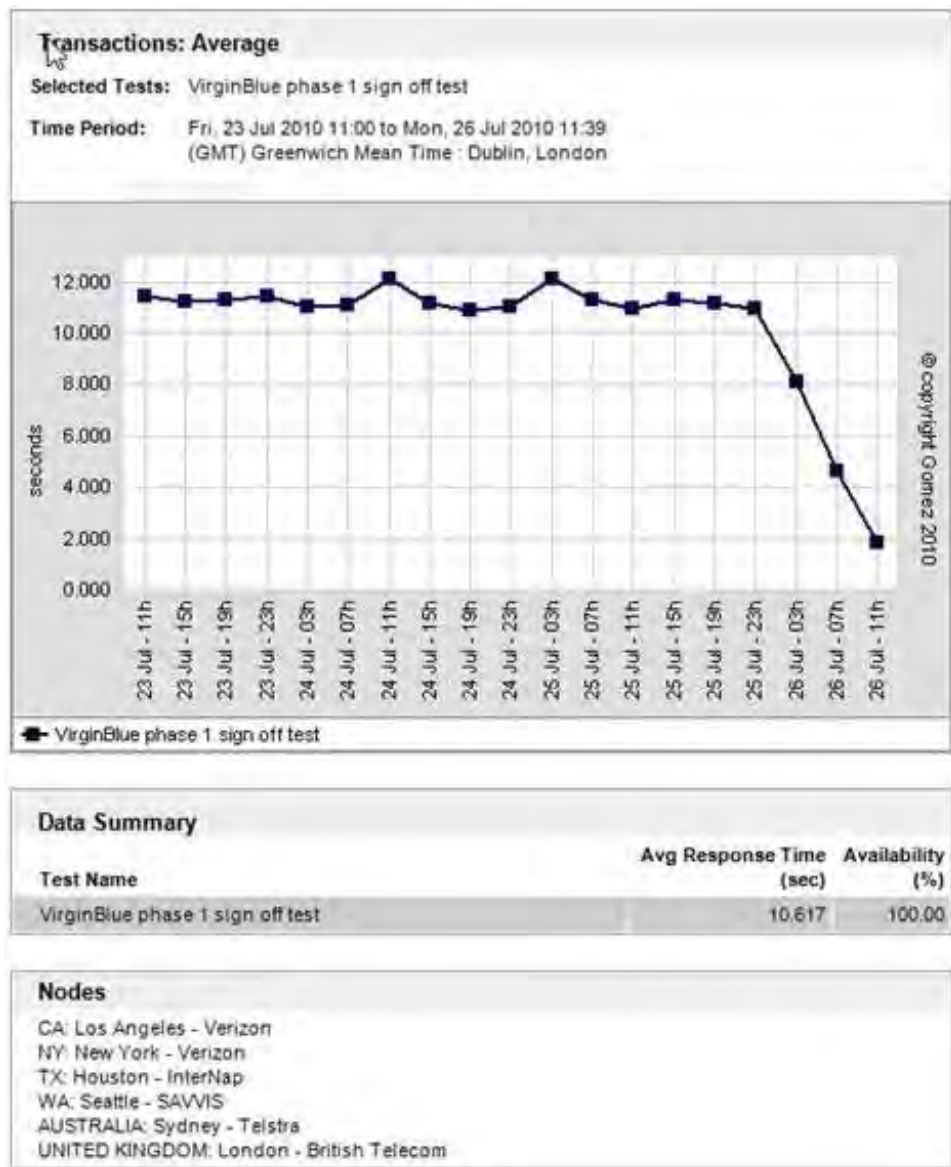 Transactions: Average
Selected Tests: VirginBlue phase 1 sign off test
Time Period: Fri, 23 Jul 2010 11:00 to Mon, 26 Jul 2010 11:39
(GMT) Greenwich Mean Time : Dublin, London
12.000
10.000
8.000
6.000
4.000
2.000
0.000
seconds
23 Jul - 11h
23 Jul - 15h
23 Jul - 19h
23 Jul - 23h
24 Jul - 03h
24 Jul - 07h
24 Jul - 11h
24 Jul - 15h
24 Jul - 19h
24 Jul - 23h
25 Jul - 03h
25 Jul - 07h
25 Jul - 11h
25 Jul - 15h
25 Jul - 19h
25 Jul - 23h
26 Jul - 03h
26 Jul - 07h
26 Jul - 11h
© copyright Gomez 2010
VirginBlue phase 1 sign off test
Data Summary
Test Name Avg Response Time (sec) Availability (%)
VirginBlue phase 1 sign off test 10.617 100.00
Nodes
CA: Los Angeles - Verizon
NY: New York - Verizon
TX: Houston - InterNap
WA: Seattle - SAVVIS
AUSTRALIA: Sydney - Telstra
UNITED KINGDOM: London - British Telecom